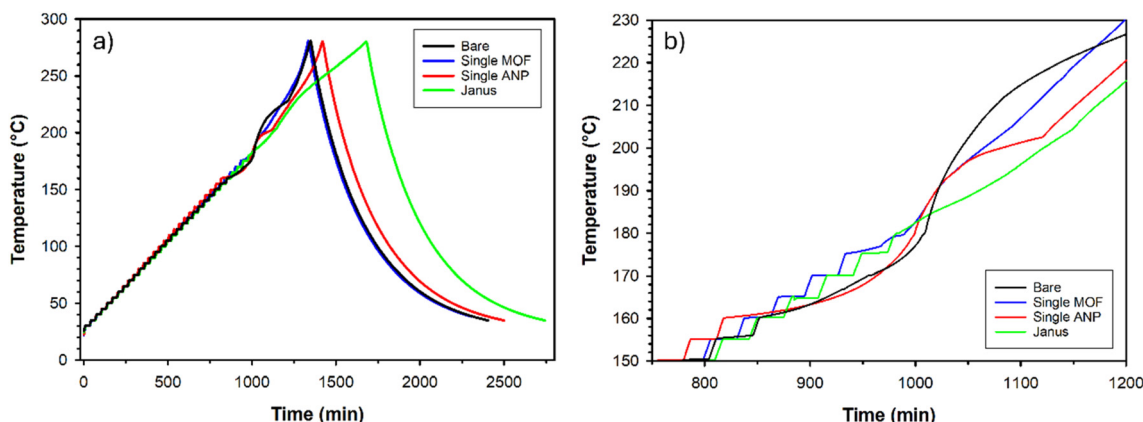 a)
300
250
200
150
100
50
0
Temperature (°C)
Bare
Single MOF
Single ANP
Janus
0
500
1000
1500
2000
2500
Time (min)
b)
230
220
210
200
190
180
170
160
150
Temperature (°C)
Bare
Single MOF
Single ANP
Janus
800
900
1000
1100
1200
Time (min)